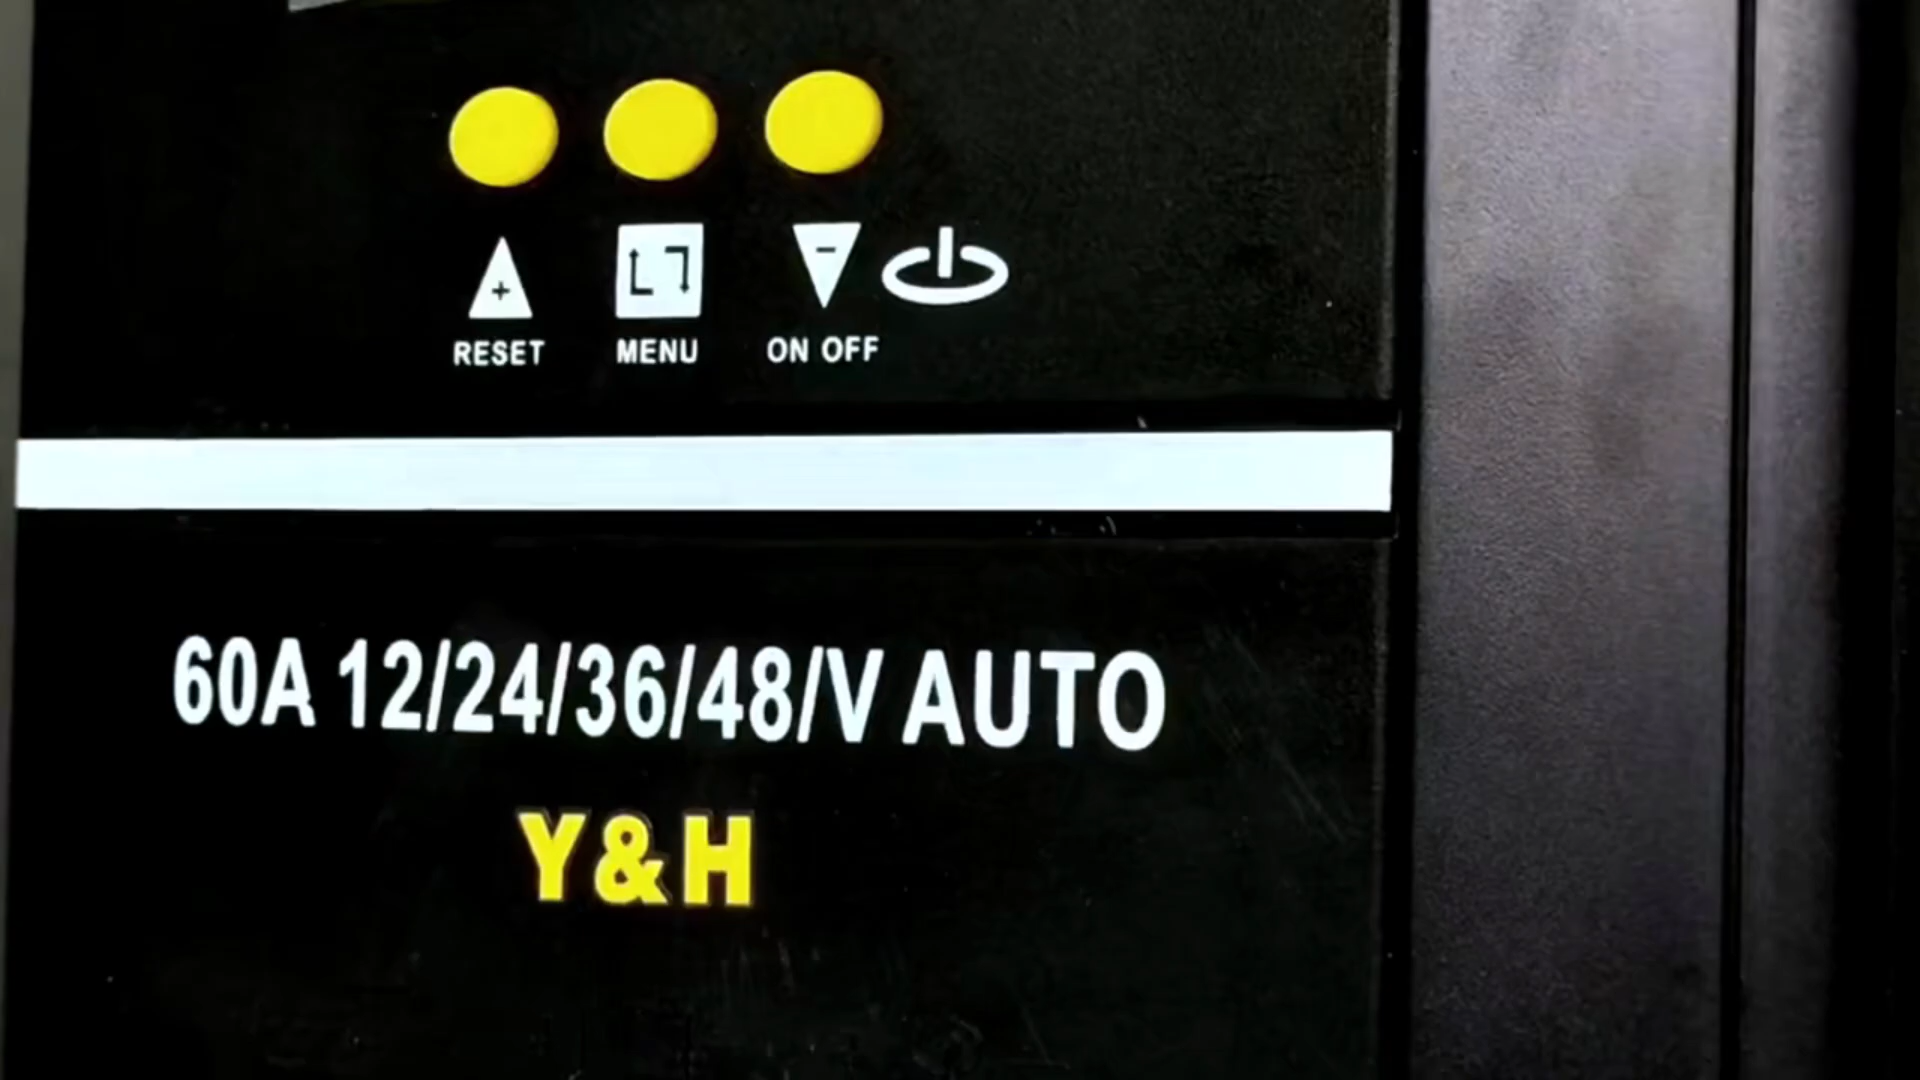 + -
RESET MENU ON OFF
60A 12/24/36/48/V AUTO
Y&H